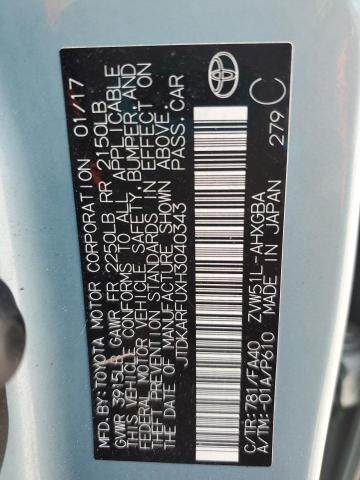 MFD. BY: TOYOTA MOTOR CORPORATION 01/17
GVWR 3915LB GAWR FR 2250LB RR 2150LB
THIS VEHICLE CONFORMS TO ALL APPLICABLE
FEDERAL MOTOR VEHICLE SAFETY, BUMPER, AND
THEFT PREVENTION STANDARDS IN EFFECT ON
THE DATE OF MANUFACTURE SHOWN ABOVE.
JTDKARFUXH3040343 PASS. CAR
C/TR: 781/EA40 ZVW51L-AHXGBA
A/TM: -01A/P610 MADE IN JAPAN 279 C